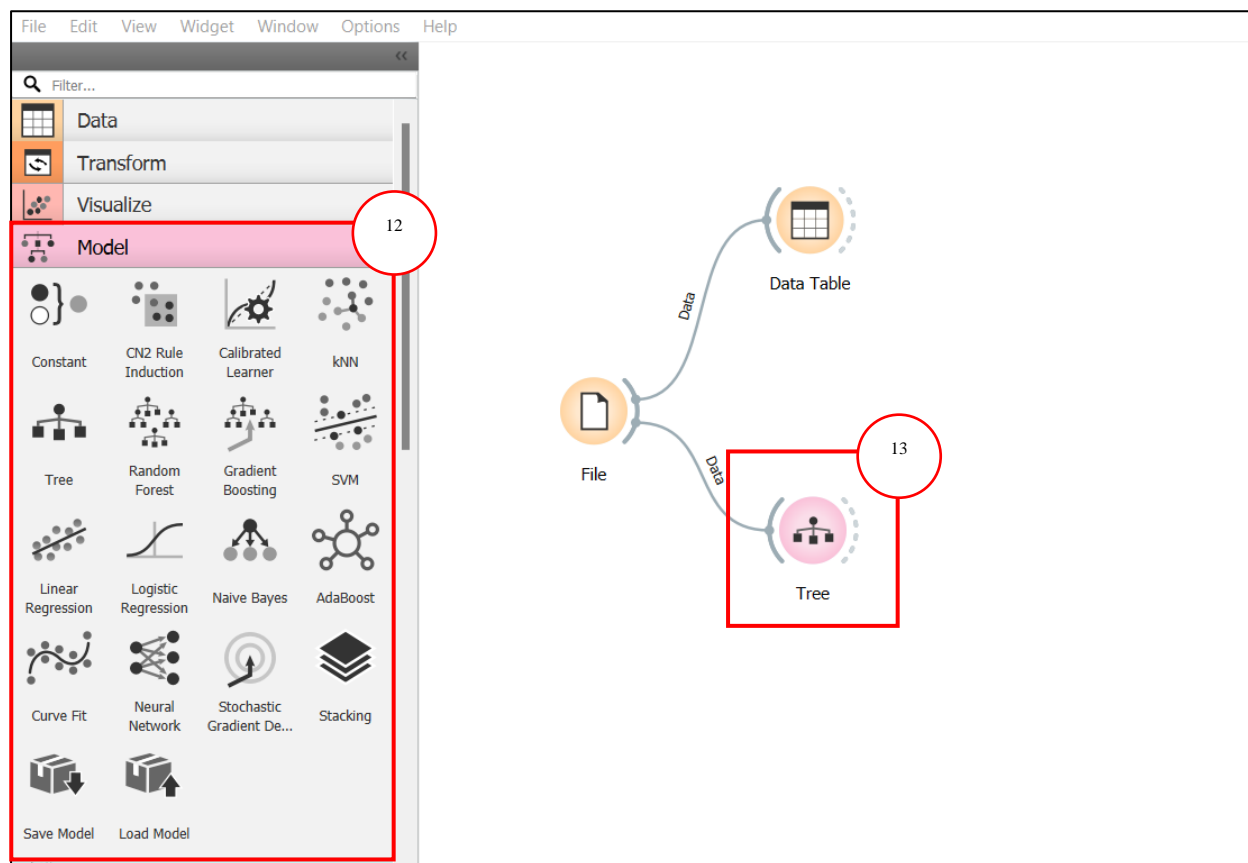 File Edit View Widget Window Options Help
Filter...
Data
Transform
Visualize
12
Model
Constant
CN2 Rule
Induction
Calibrated
Learner
kNN
Tree
Random
Forest
Gradient
Boosting
SVM
Linear
Regression
Logistic
Regression
Naive Bayes
AdaBoost
Curve Fit
Neural
Network
Stochastic
Gradient De...
Stacking
Save Model
Load Model
Data Table
Data
File
Data
13
Tree